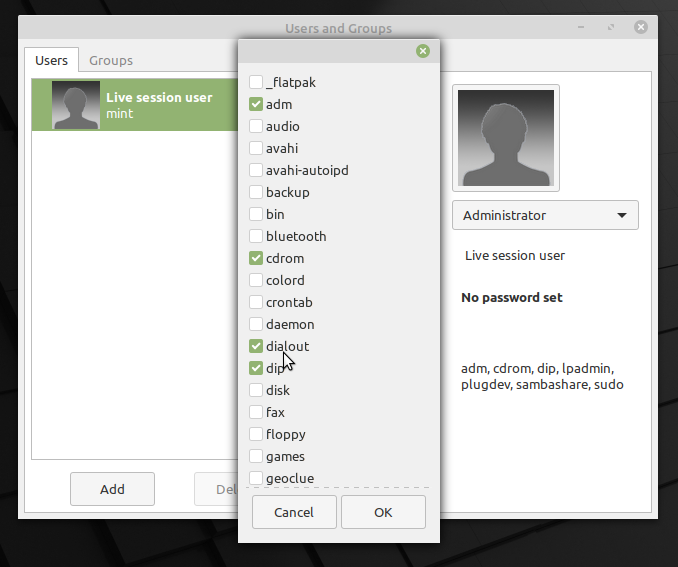 Users and Groups
Users
Groups
Live session user
mint
_flatpak
adm
audio
avahi
avahi-autoipd
backup
bin
bluetooth
cdrom
colord
crontab
daemon
dialout
dip
disk
fax
floppy
games
geoclue
Cancel
OK
Administrator
Live session user
No password set
adm, cdrom, dip, lpadmin,
plugdev, sambashare, sudo
Add
Del